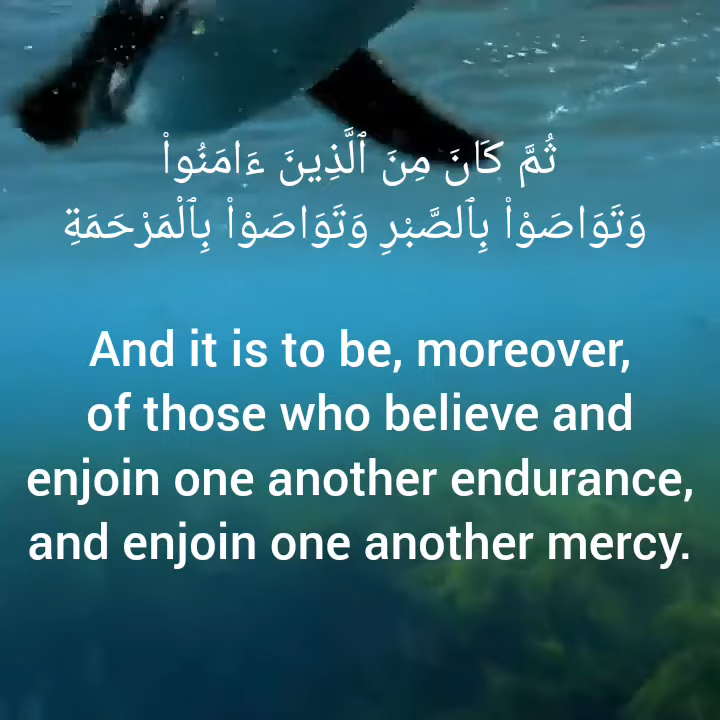 ثُمَّ كَانَ مِنَ ٱلَّذِينَ ءَامَنُوا۟
وَتَوَاصَوْا۟ بِٱلصَّبْرِ وَتَوَاصَوْا۟ بِٱلْمَرْحَمَةِ
And it is to be, moreover,
of those who believe and
enjoin one another endurance,
and enjoin one another mercy.